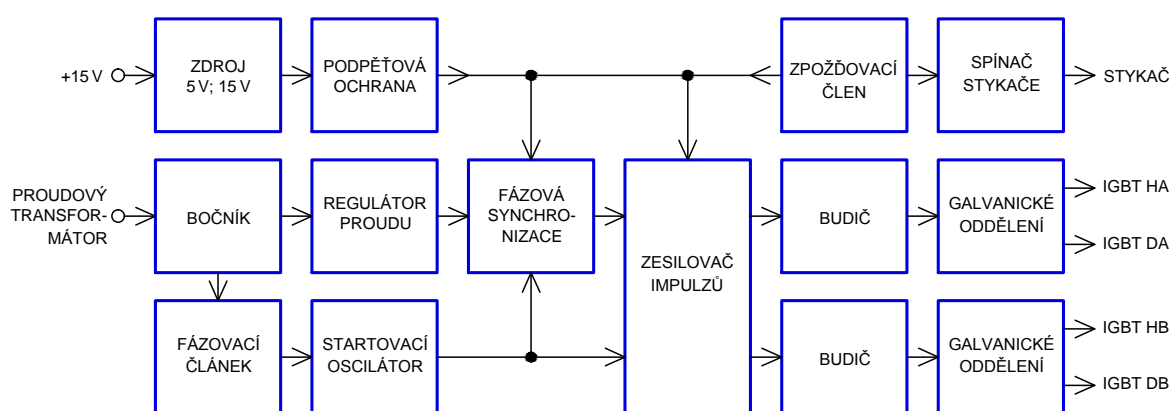 +15 V
ZDROJ
5 V; 15 V
PODPĚŤOVÁ
OCHRANA
ZPOŽĎOVACÍ
ČLEN
SPÍNAČ
STYKAČE
STYKAČ
PROUDOVÝ
TRANSFOR-
MÁTOR
BOČNÍK
REGULÁTOR
PROUDU
FÁZOVÁ
SYNCHRO-
NIZACE
ZESILOVAČ
IMPULZŮ
BUDIČ
GALVANICKÉ
ODDĚLENÍ
IGBT HA
IGBT DA
FÁZOVACÍ
ČLÁNEK
STARTOVACÍ
OSCILÁTOR
BUDIČ
GALVANICKÉ
ODDĚLENÍ
IGBT HB
IGBT DB